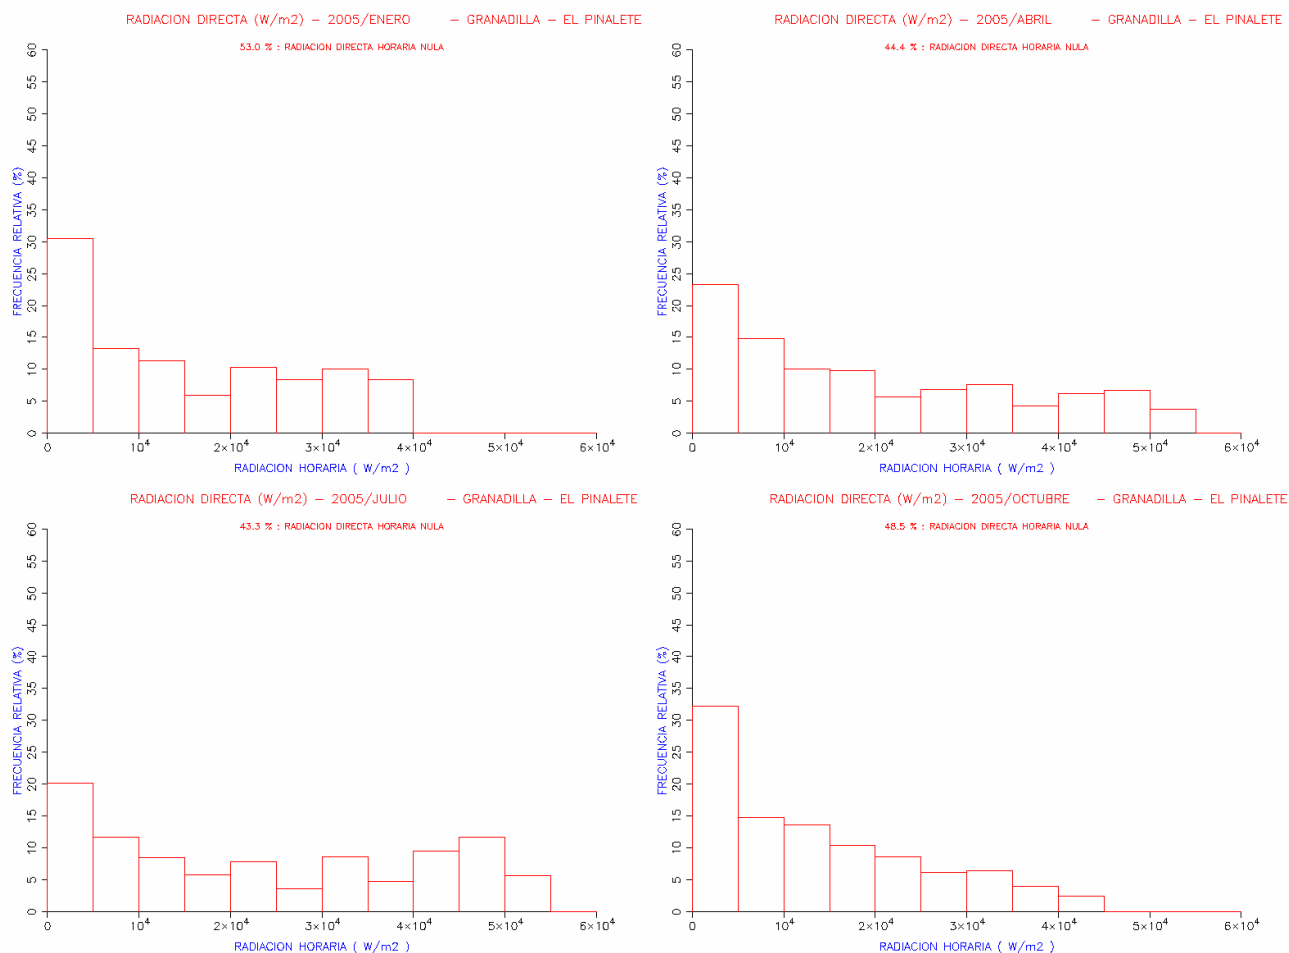 RADIACION DIRECTA (W/m2) – 2005/ENERO – GRANADILLA – EL PINALETE
53.0 % : RADIACION DIRECTA HORARIA NULA
60
55
50
45
40
35
30
25
20
15
10
5
0
FRECUENCIA RELATIVA (%)
0 10⁴ 2×10⁴ 3×10⁴ 4×10⁴ 5×10⁴ 6×10⁴
RADIACION HORARIA ( W/m2 )
RADIACION DIRECTA (W/m2) – 2005/ABRIL – GRANADILLA – EL PINALETE
44.4 % : RADIACION DIRECTA HORARIA NULA
60
55
50
45
40
35
30
25
20
15
10
5
0
FRECUENCIA RELATIVA (%)
0 10⁴ 2×10⁴ 3×10⁴ 4×10⁴ 5×10⁴ 6×10⁴
RADIACION HORARIA ( W/m2 )
RADIACION DIRECTA (W/m2) – 2005/JULIO – GRANADILLA – EL PINALETE
43.3 % : RADIACION DIRECTA HORARIA NULA
60
55
50
45
40
35
30
25
20
15
10
5
0
FRECUENCIA RELATIVA (%)
0 10⁴ 2×10⁴ 3×10⁴ 4×10⁴ 5×10⁴ 6×10⁴
RADIACION HORARIA ( W/m2 )
RADIACION DIRECTA (W/m2) – 2005/OCTUBRE – GRANADILLA – EL PINALETE
48.5 % : RADIACION DIRECTA HORARIA NULA
60
55
50
45
40
35
30
25
20
15
10
5
0
FRECUENCIA RELATIVA (%)
0 10⁴ 2×10⁴ 3×10⁴ 4×10⁴ 5×10⁴ 6×10⁴
RADIACION HORARIA ( W/m2 )